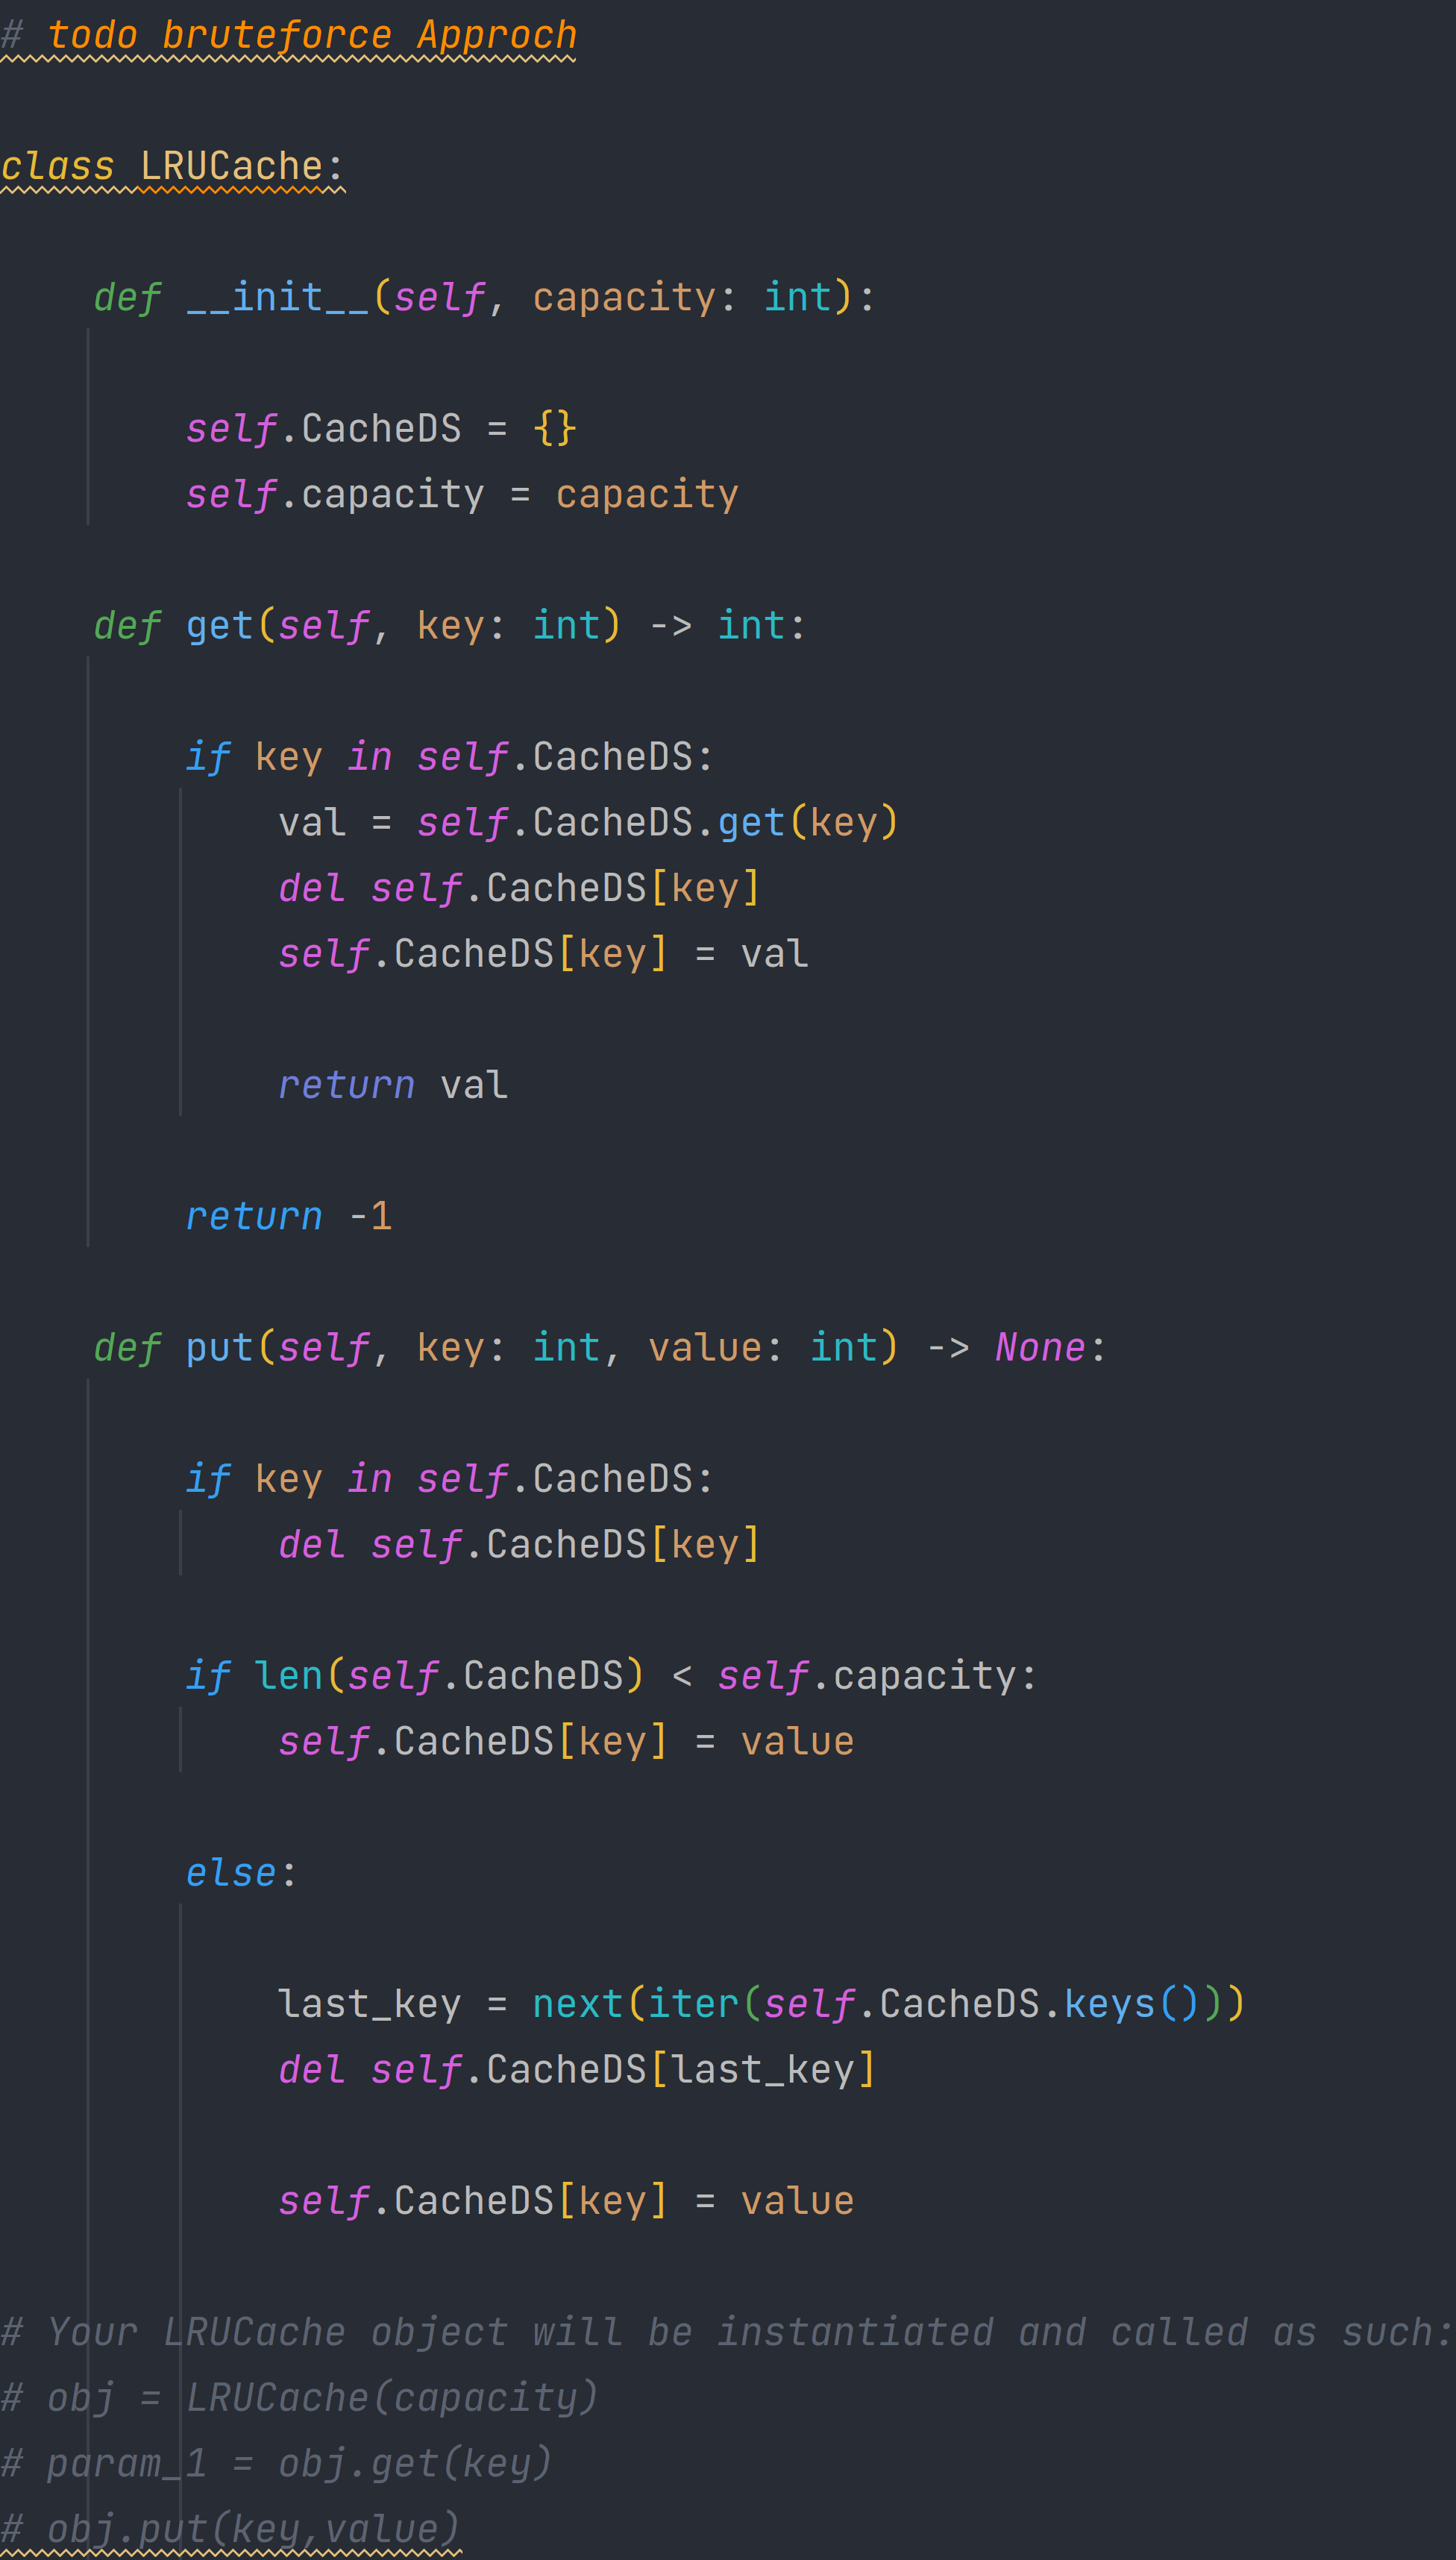 # todo bruteforce Approch
class LRUCache:
    def __init__(self, capacity: int):
        self.CacheDS = {}
        self.capacity = capacity
    def get(self, key: int) -> int:
        if key in self.CacheDS:
            val = self.CacheDS.get(key)
            del self.CacheDS[key]
            self.CacheDS[key] = val
            return val
        return -1
    def put(self, key: int, value: int) -> None:
        if key in self.CacheDS:
            del self.CacheDS[key]
        if len(self.CacheDS) < self.capacity:
            self.CacheDS[key] = value
        else:
            last_key = next(iter(self.CacheDS.keys()))
            del self.CacheDS[last_key]
            self.CacheDS[key] = value
# Your LRUCache object will be instantiated and called as such:
# obj = LRUCache(capacity)
# param_1 = obj.get(key)
# obj.put(key,value)